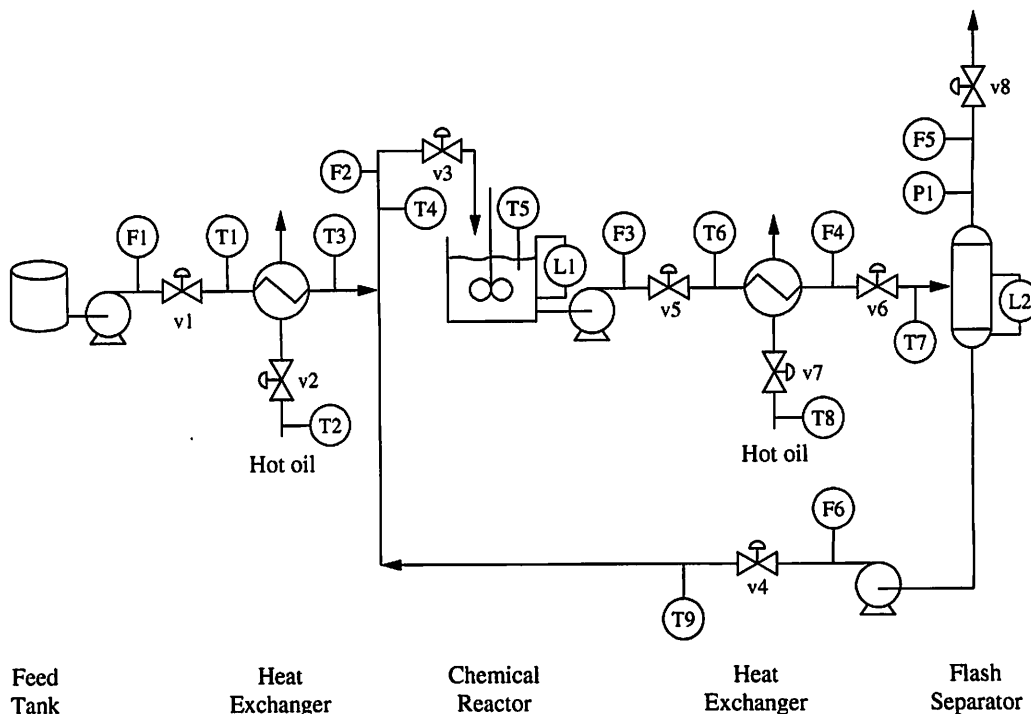 v8
F5
F2
v3
P1
T4
T5
F1
T1
T3
F3
T6
F4
L1
L2
v1
v5
v6
T7
v2
v7
T2
T8
Hot oil
Hot oil
F6
v4
T9
Feed
Tank
Heat
Exchanger
Chemical
Reactor
Heat
Exchanger
Flash
Separator